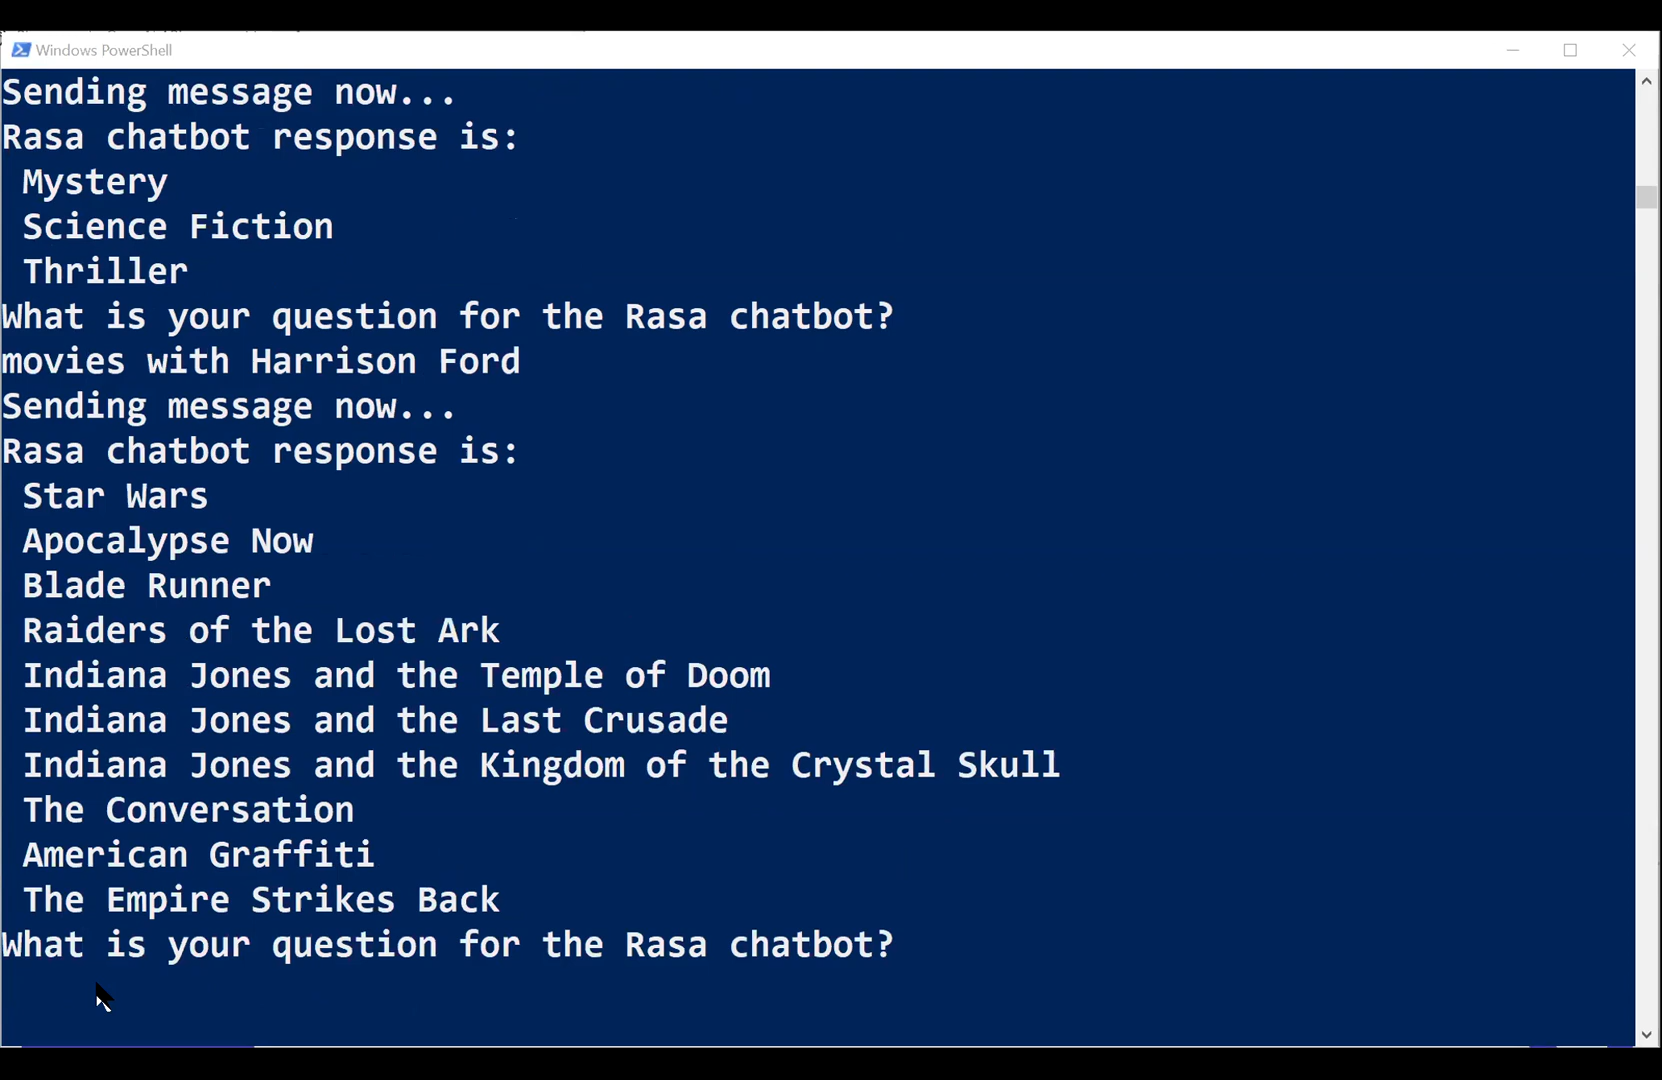 Windows PowerShell
Sending message now...
Rasa chatbot response is:
Mystery
Science Fiction
Thriller
What is your question for the Rasa chatbot?
movies with Harrison Ford
Sending message now...
Rasa chatbot response is:
Star Wars
Apocalypse Now
Blade Runner
Raiders of the Lost Ark
Indiana Jones and the Temple of Doom
Indiana Jones and the Last Crusade
Indiana Jones and the Kingdom of the Crystal Skull
The Conversation
American Graffiti
The Empire Strikes Back
What is your question for the Rasa chatbot?